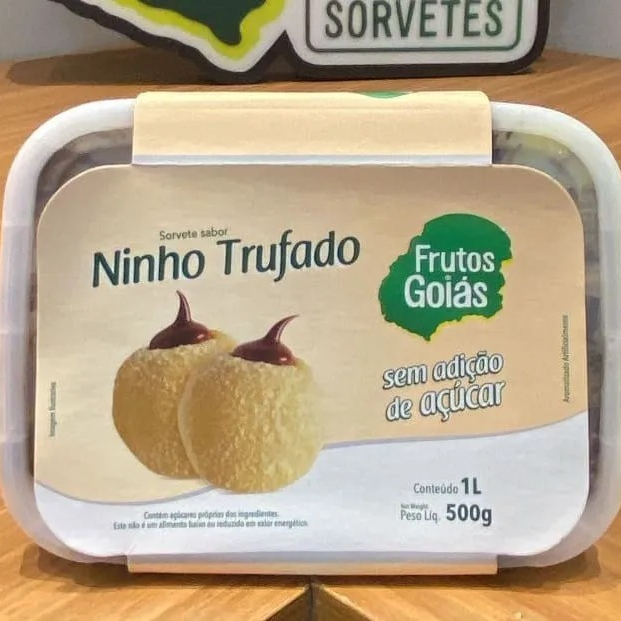 SORVETES
Sorvete sabor
Ninho Trufado
Frutos
Goiás
sem adição
de açúcar
Imagem Ilustrativa
Aromatizado Artificialmente
Conteúdo 1L
Net Weight
Peso Líq. 500g
Contém açúcares próprios dos ingredientes.
Este não é um alimento baixo ou reduzido em valor energético.